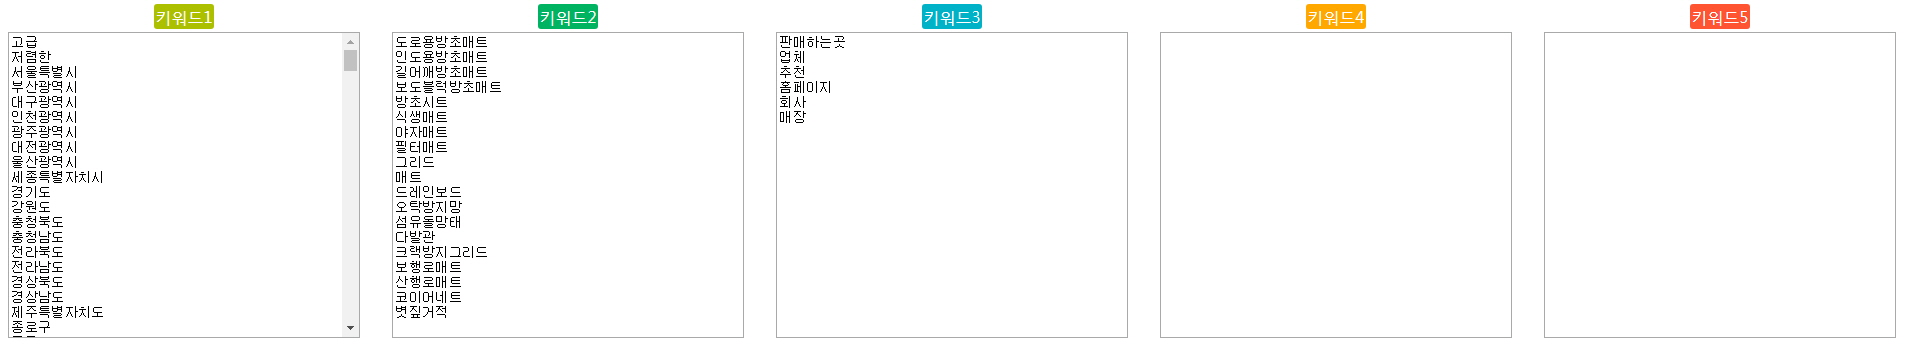 키워드1
고급
저렴한
서울특별시
부산광역시
대구광역시
인천광역시
광주광역시
대전광역시
울산광역시
세종특별자치시
경기도
강원도
충청북도
충청남도
전라북도
전라남도
경상북도
경상남도
제주특별자치도
종로구
키워드2
도로용방초매트
인도용방초매트
길어깨방초매트
보도블럭방초매트
방초시트
식생매트
야자매트
필터매트
그리드
매트
드레인보드
오탁방지망
섬유돌망태
다발관
크랙방지그리드
보행로매트
산행로매트
코이어네트
볏짚거적
키워드3
판매하는곳
업체
추천
홈페이지
회사
매장
키워드4
키워드5